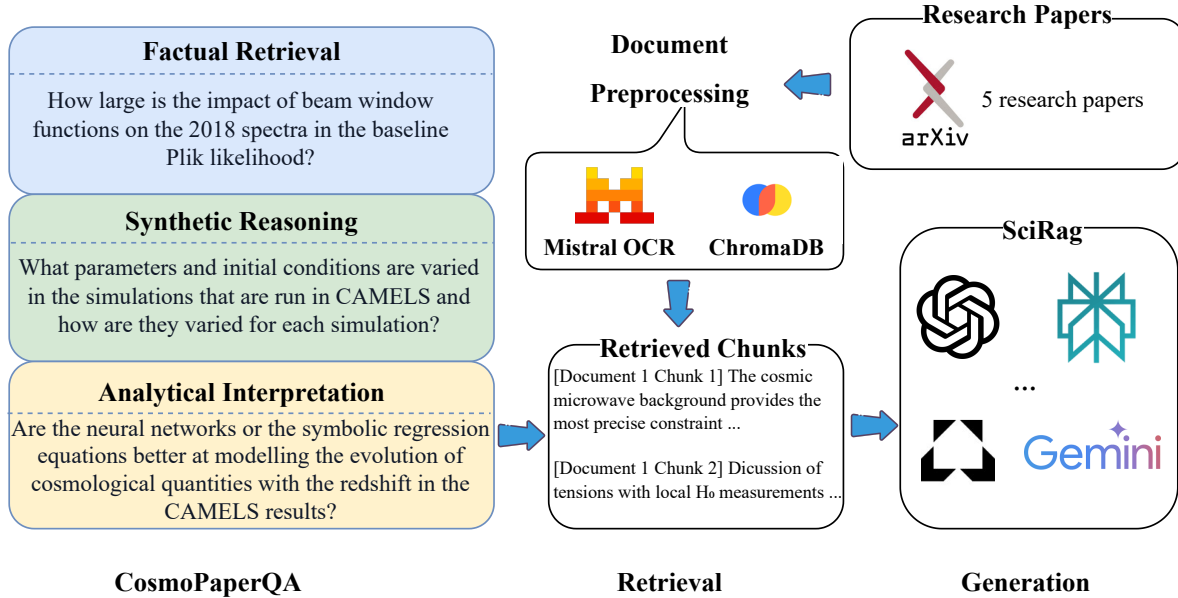 Factual Retrieval
How large is the impact of beam window
functions on the 2018 spectra in the baseline
Plik likelihood?
Synthetic Reasoning
What parameters and initial conditions are varied
in the simulations that are run in CAMELS and
how are they varied for each simulation?
Analytical Interpretation
Are the neural networks or the symbolic regression
equations better at modelling the evolution of
cosmological quantities with the redshift in the
CAMELS results?
CosmoPaperQA
Document
Preprocessing
Mistral OCR
ChromaDB
Retrieved Chunks
[Document 1 Chunk 1] The cosmic
microwave background provides the
most precise constraint ...
[Document 1 Chunk 2] Dicussion of
tensions with local H₀ measurements ...
Retrieval
Research Papers
arXiv
5 research papers
SciRag
...
Gemini
Generation